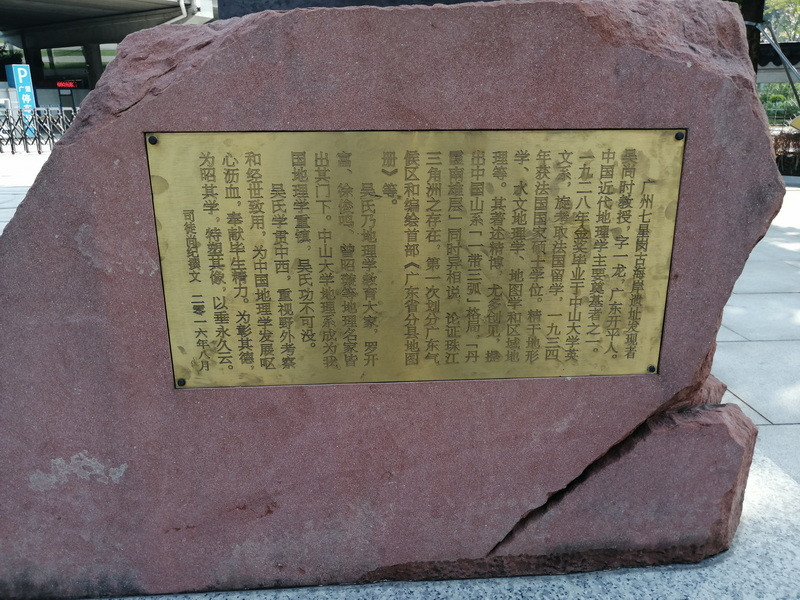 广州七星岗古海岸遗址发现者
吴尚时教授，字一龙，广东开平人。
中国近代地理学主要奠基者之一。
一九二八年金奖毕业于中山大学英
文系，旋考取法国留学，一九三四
年获法国国家硕士学位。精于地形
学、水文地理学、地图学和区域地
理等。其著述精博，尤多创见，提
出中国山系「一带三弧」格局，「丹
霞南雄层」同时异相说，论证珠江
三角洲之存在，第一次划分广东气
候区和编绘首部《广东省分县地图
册》等。
吴氏乃地理学教育大家，罗开
富、徐俊鸣、曾昭璇等地理名家皆
出其门下。中山大学地理系成为我
国地理学重镇，吴氏功不可没。
吴氏学贯中西，重视野外考察
和经世致用，为中国地理学发展呕
心沥血，奉献毕生精力。为彰其德，
为昭其学，特塑其像，以垂永久云。
司徒尚纪撰文 二零一六年八月
P